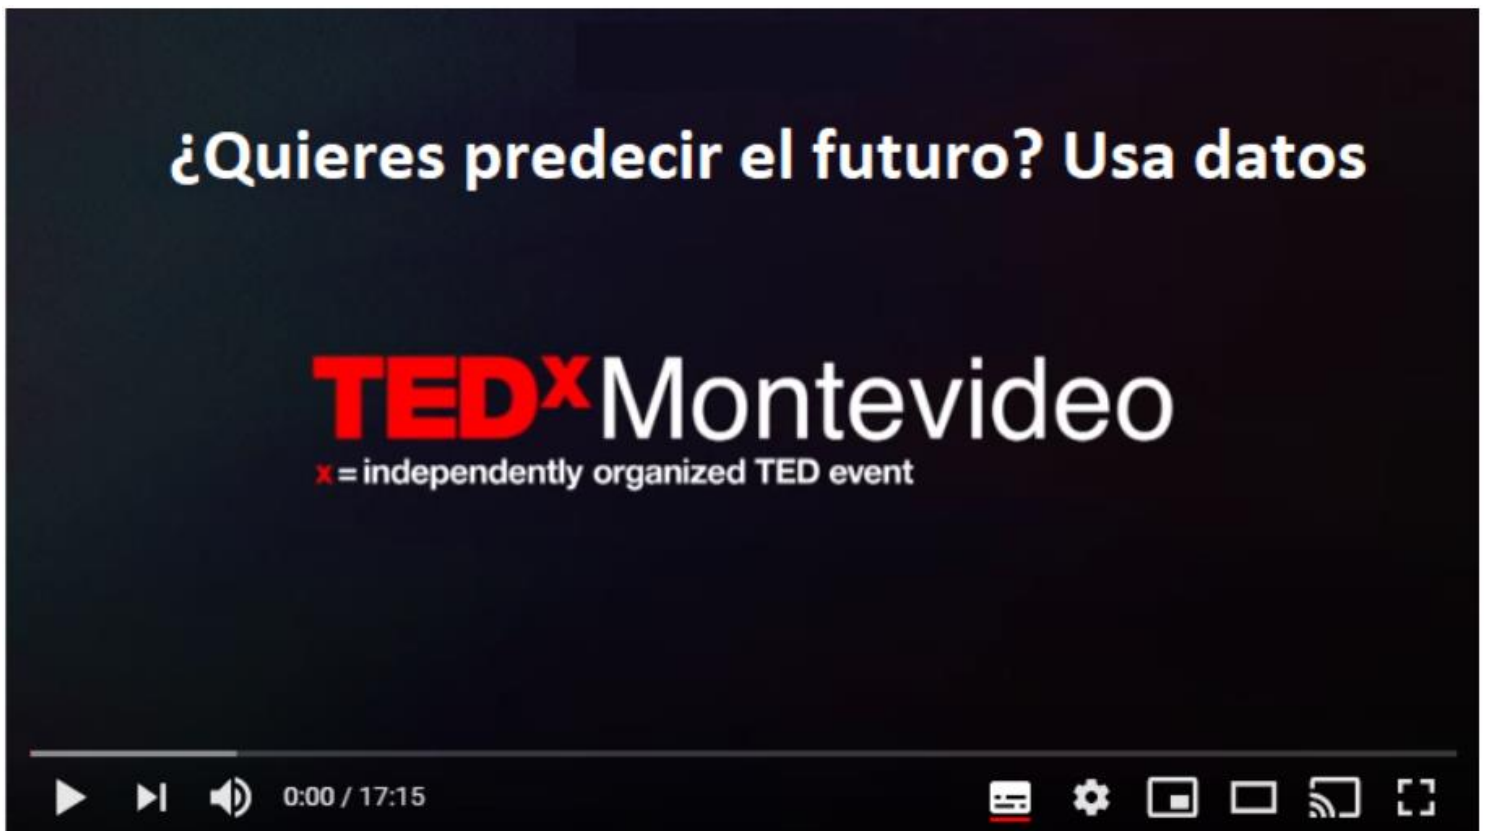 ¿Quieres predecir el futuro? Usa datos
TEDxMontevideo
x = independently organized TED event
0:00 / 17:15